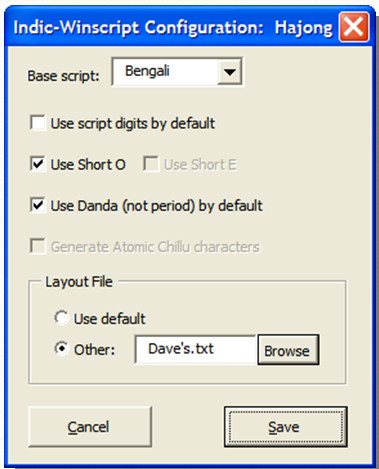 Indic-Winscript Configuration: Hajong
Base script: Bengali
Use script digits by default
Use Short O Use Short E
Use Danda (not period) by default
Generate Atomic Chillu characters
Layout File
Use default
Other: Dave's.txt Browse
Cancel Save